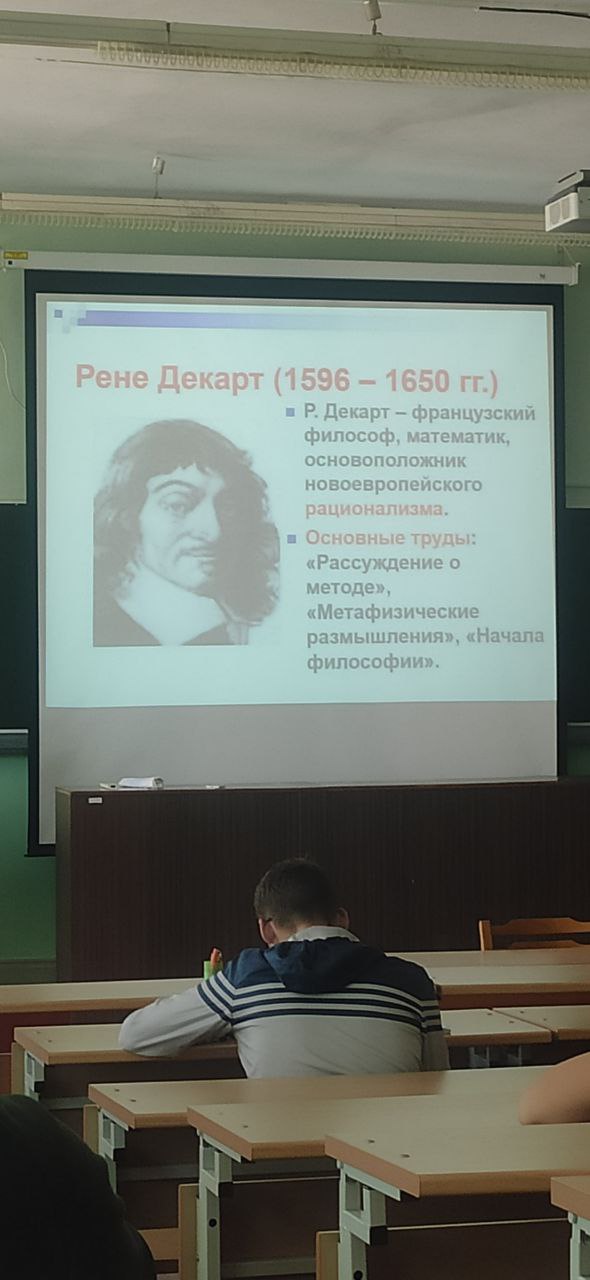 Рене Декарт (1596 – 1650 гг.)
Р. Декарт – французский
философ, математик,
основоположник
новоевропейского
рационализма.
Основные труды:
«Рассуждение о
методе»,
«Метафизические
размышления», «Начала
философии».